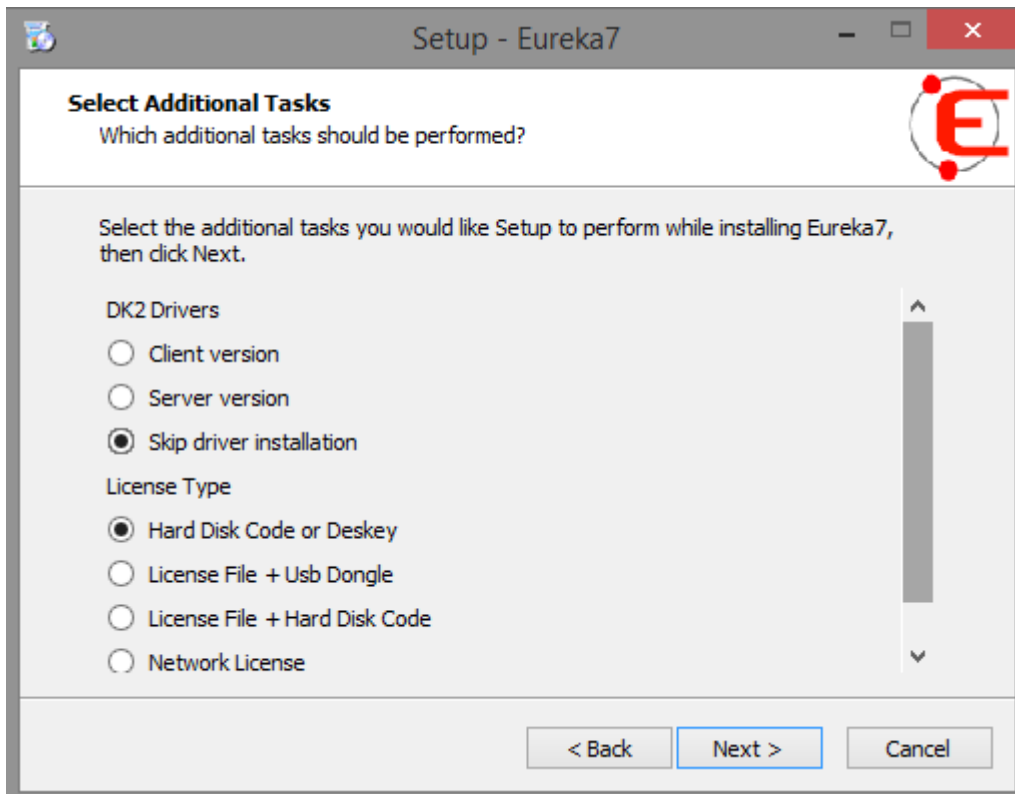 Setup - Eureka7
Select Additional Tasks
Which additional tasks should be performed?
E
Select the additional tasks you would like Setup to perform while installing Eureka7,
then click Next.
DK2 Drivers
Client version
Server version
Skip driver installation
License Type
Hard Disk Code or Deskey
License File + Usb Dongle
License File + Hard Disk Code
Network License
< Back
Next >
Cancel